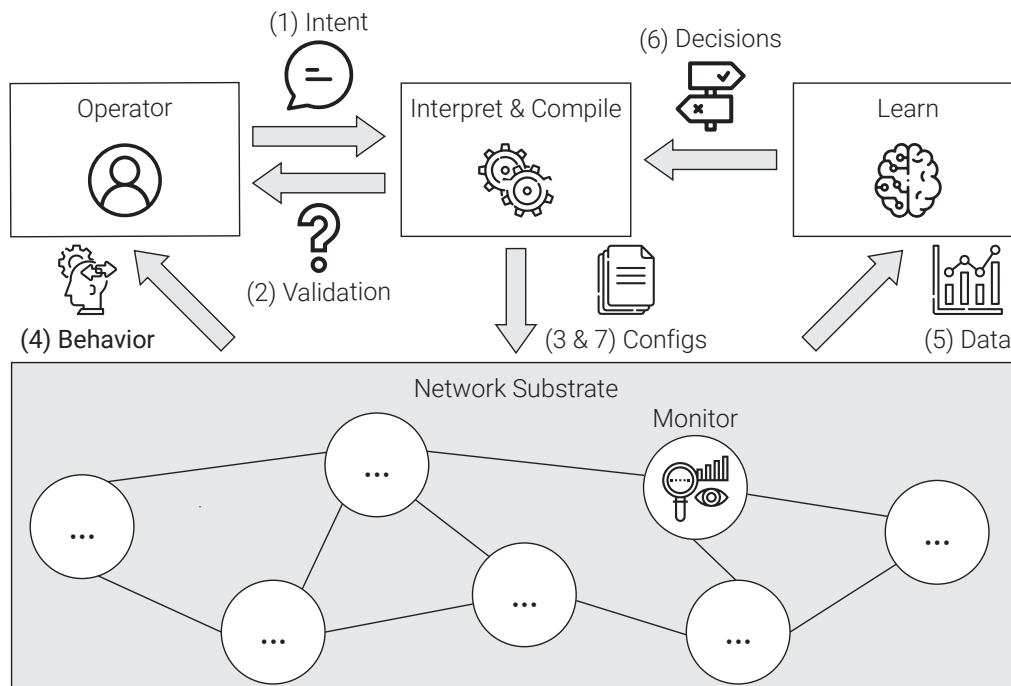 (1) Intent
(6) Decisions
Operator
Interpret & Compile
Learn
(2) Validation
(4) Behavior
(3 & 7) Configs
(5) Data
Network Substrate
Monitor
...
...
...
...
...
...